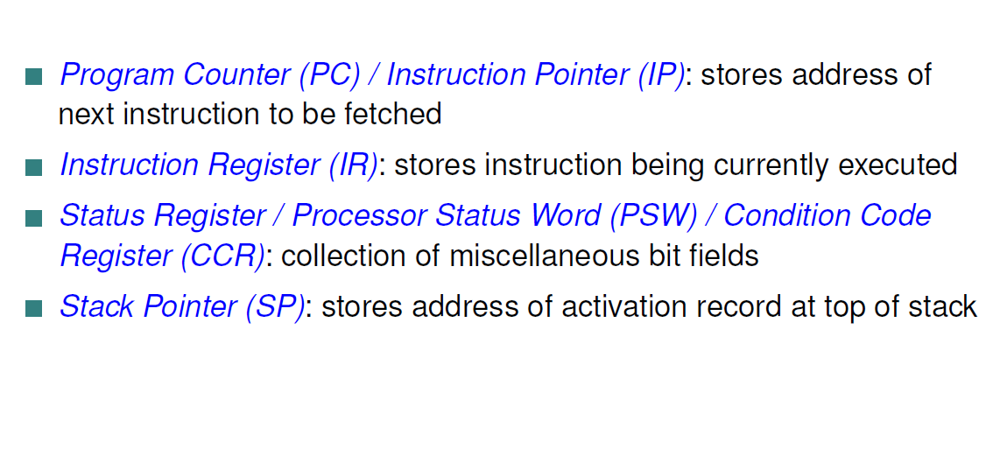 Program Counter (PC) / Instruction Pointer (IP): stores address of
next instruction to be fetched
Instruction Register (IR): stores instruction being currently executed
Status Register / Processor Status Word (PSW) / Condition Code
Register (CCR): collection of miscellaneous bit fields
Stack Pointer (SP): stores address of activation record at top of stack